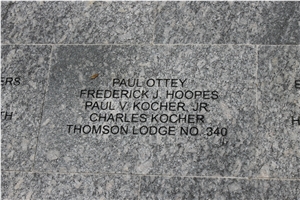 PAUL OTTEY
FREDERICK J. HOOPES
PAUL V. KOCHER, JR.
CHARLES KOCHER
THOMSON LODGE NO. 340